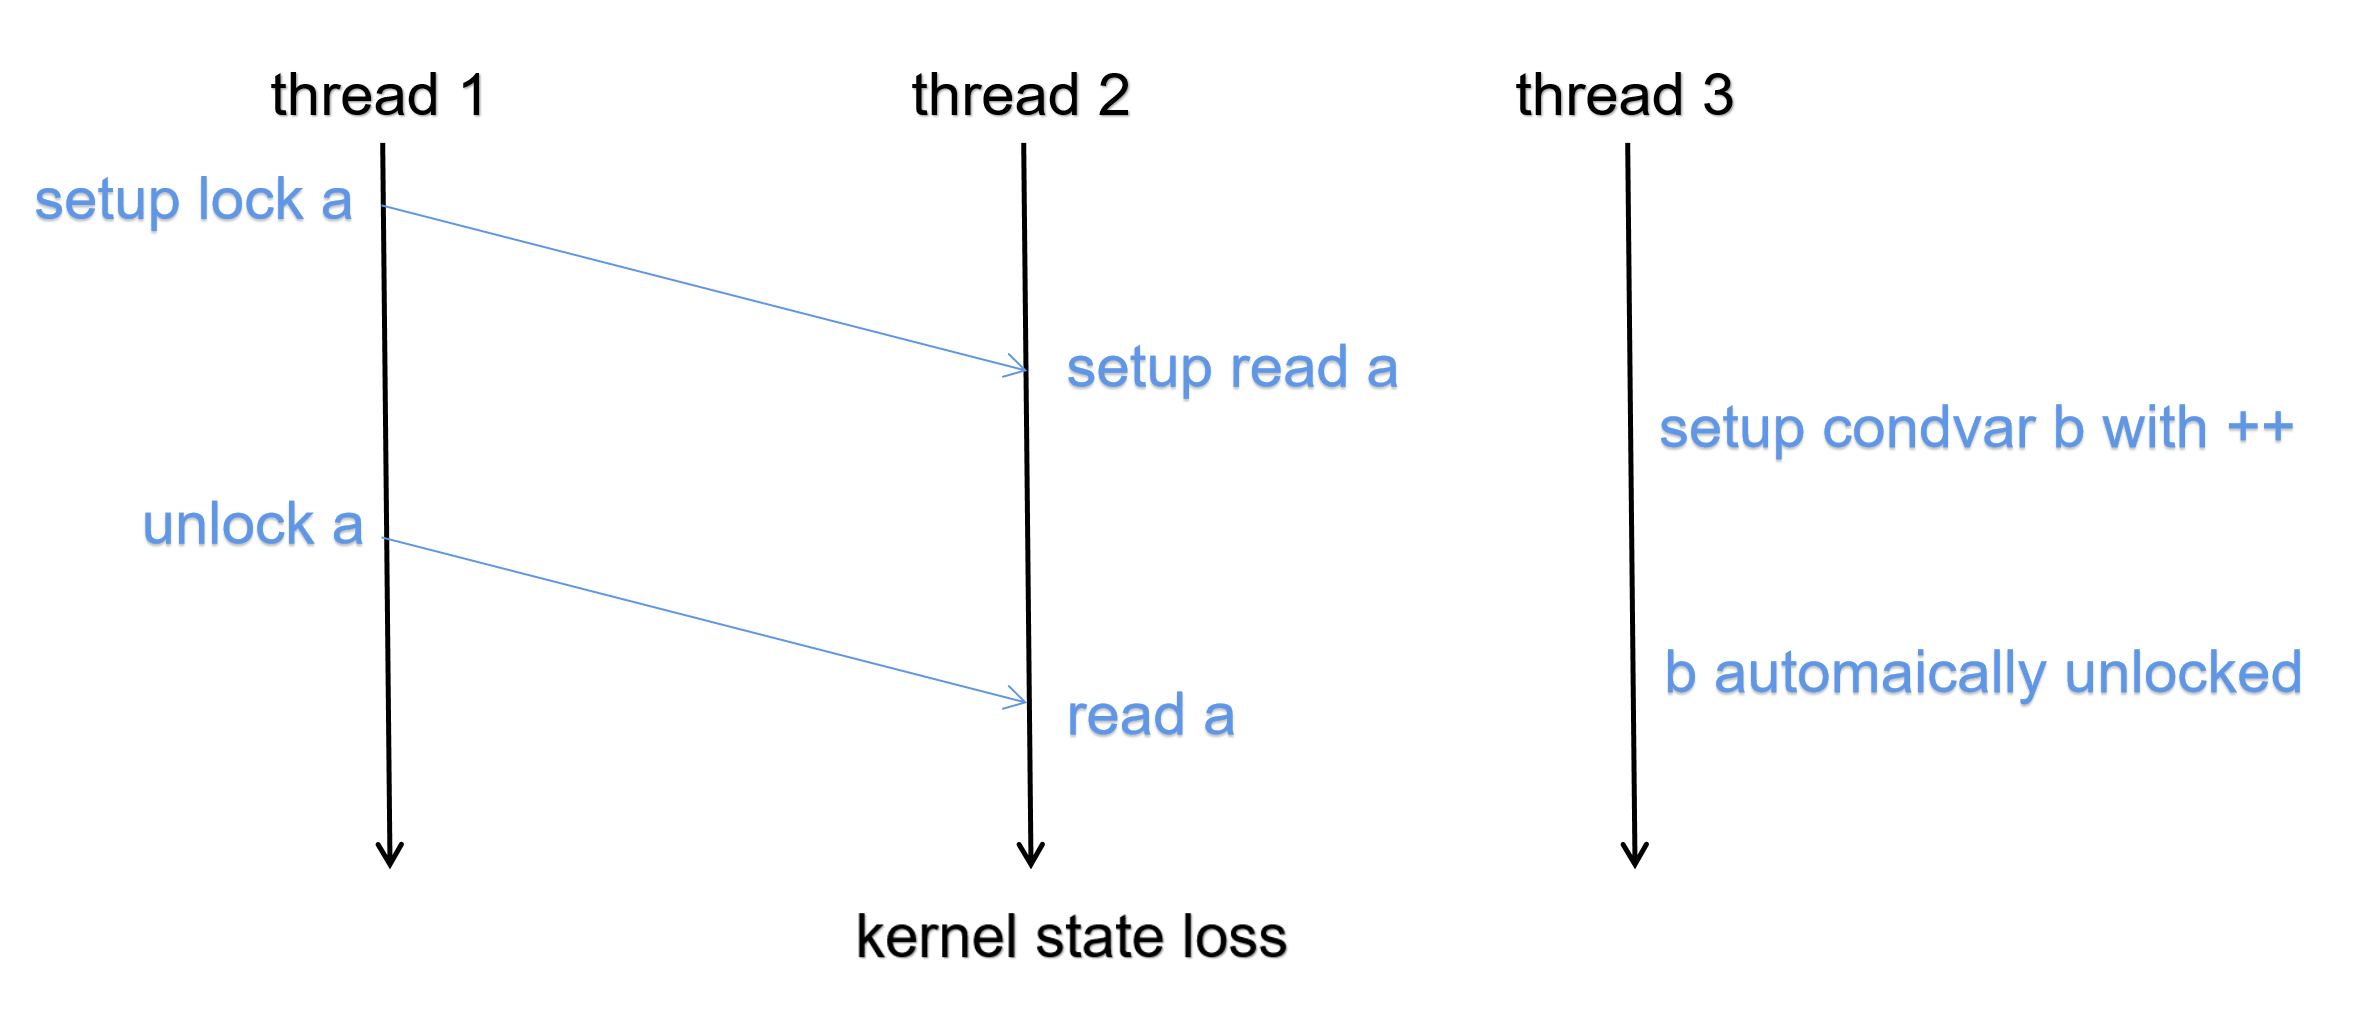 thread 1
thread 2
thread 3
setup lock a
setup read a
setup condvar b with ++
unlock a
b automaically unlocked
read a
kernel state loss